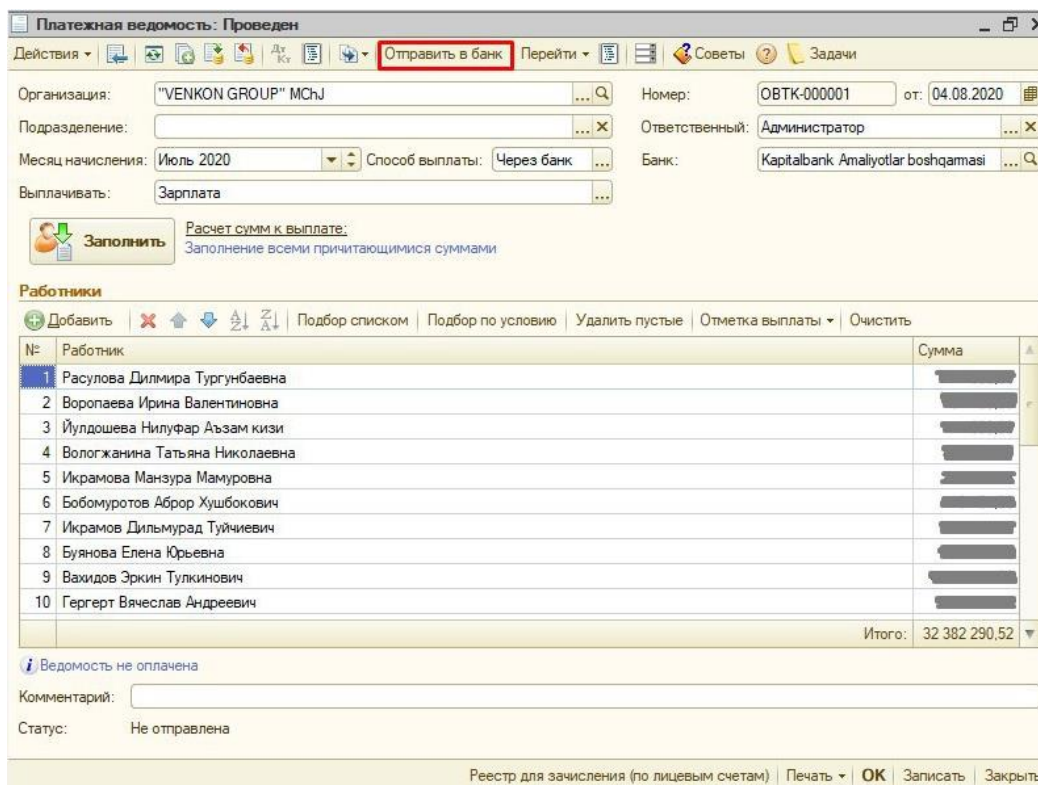 Платежная ведомость: Проведен
Действия Отправить в банк Перейти Советы Задачи
Организация: "VENKON GROUP" MChJ ... Номер: ОВТК-000001 от: 04.08.2020
Подразделение: ... Ответственный: Администратор ...
Месяц начисления: Июль 2020 Способ выплаты: Через банк ... Банк: Kapitalbank Amaliyotlar boshqarmasi ...
Выплачивать: Зарплата ...
Заполнить Расчет сумм к выплате:
Заполнение всеми причитающимися суммами
Работники
Добавить Подбор списком Подбор по условию Удалить пустые Отметка выплаты Очистить
№ Работник Сумма
1 Расулова Дилмира Тургунбаевна
2 Воропаева Ирина Валентиновна
3 Йулдошева Нилуфар Аъзам кизи
4 Вологжанина Татьяна Николаевна
5 Икрамова Манзура Мамуровна
6 Бобомуротов Аброр Хушбокович
7 Икрамов Дильмурад Туйчиевич
8 Буянова Елена Юрьевна
9 Вахидов Эркин Тулкинович
10 Гергерт Вячеслав Андреевич
Итого: 32 382 290,52
Ведомость не оплачена
Комментарий:
Статус: Не отправлена
Реестр для зачисления (по лицевым счетам) Печать OK Записать Закрыть